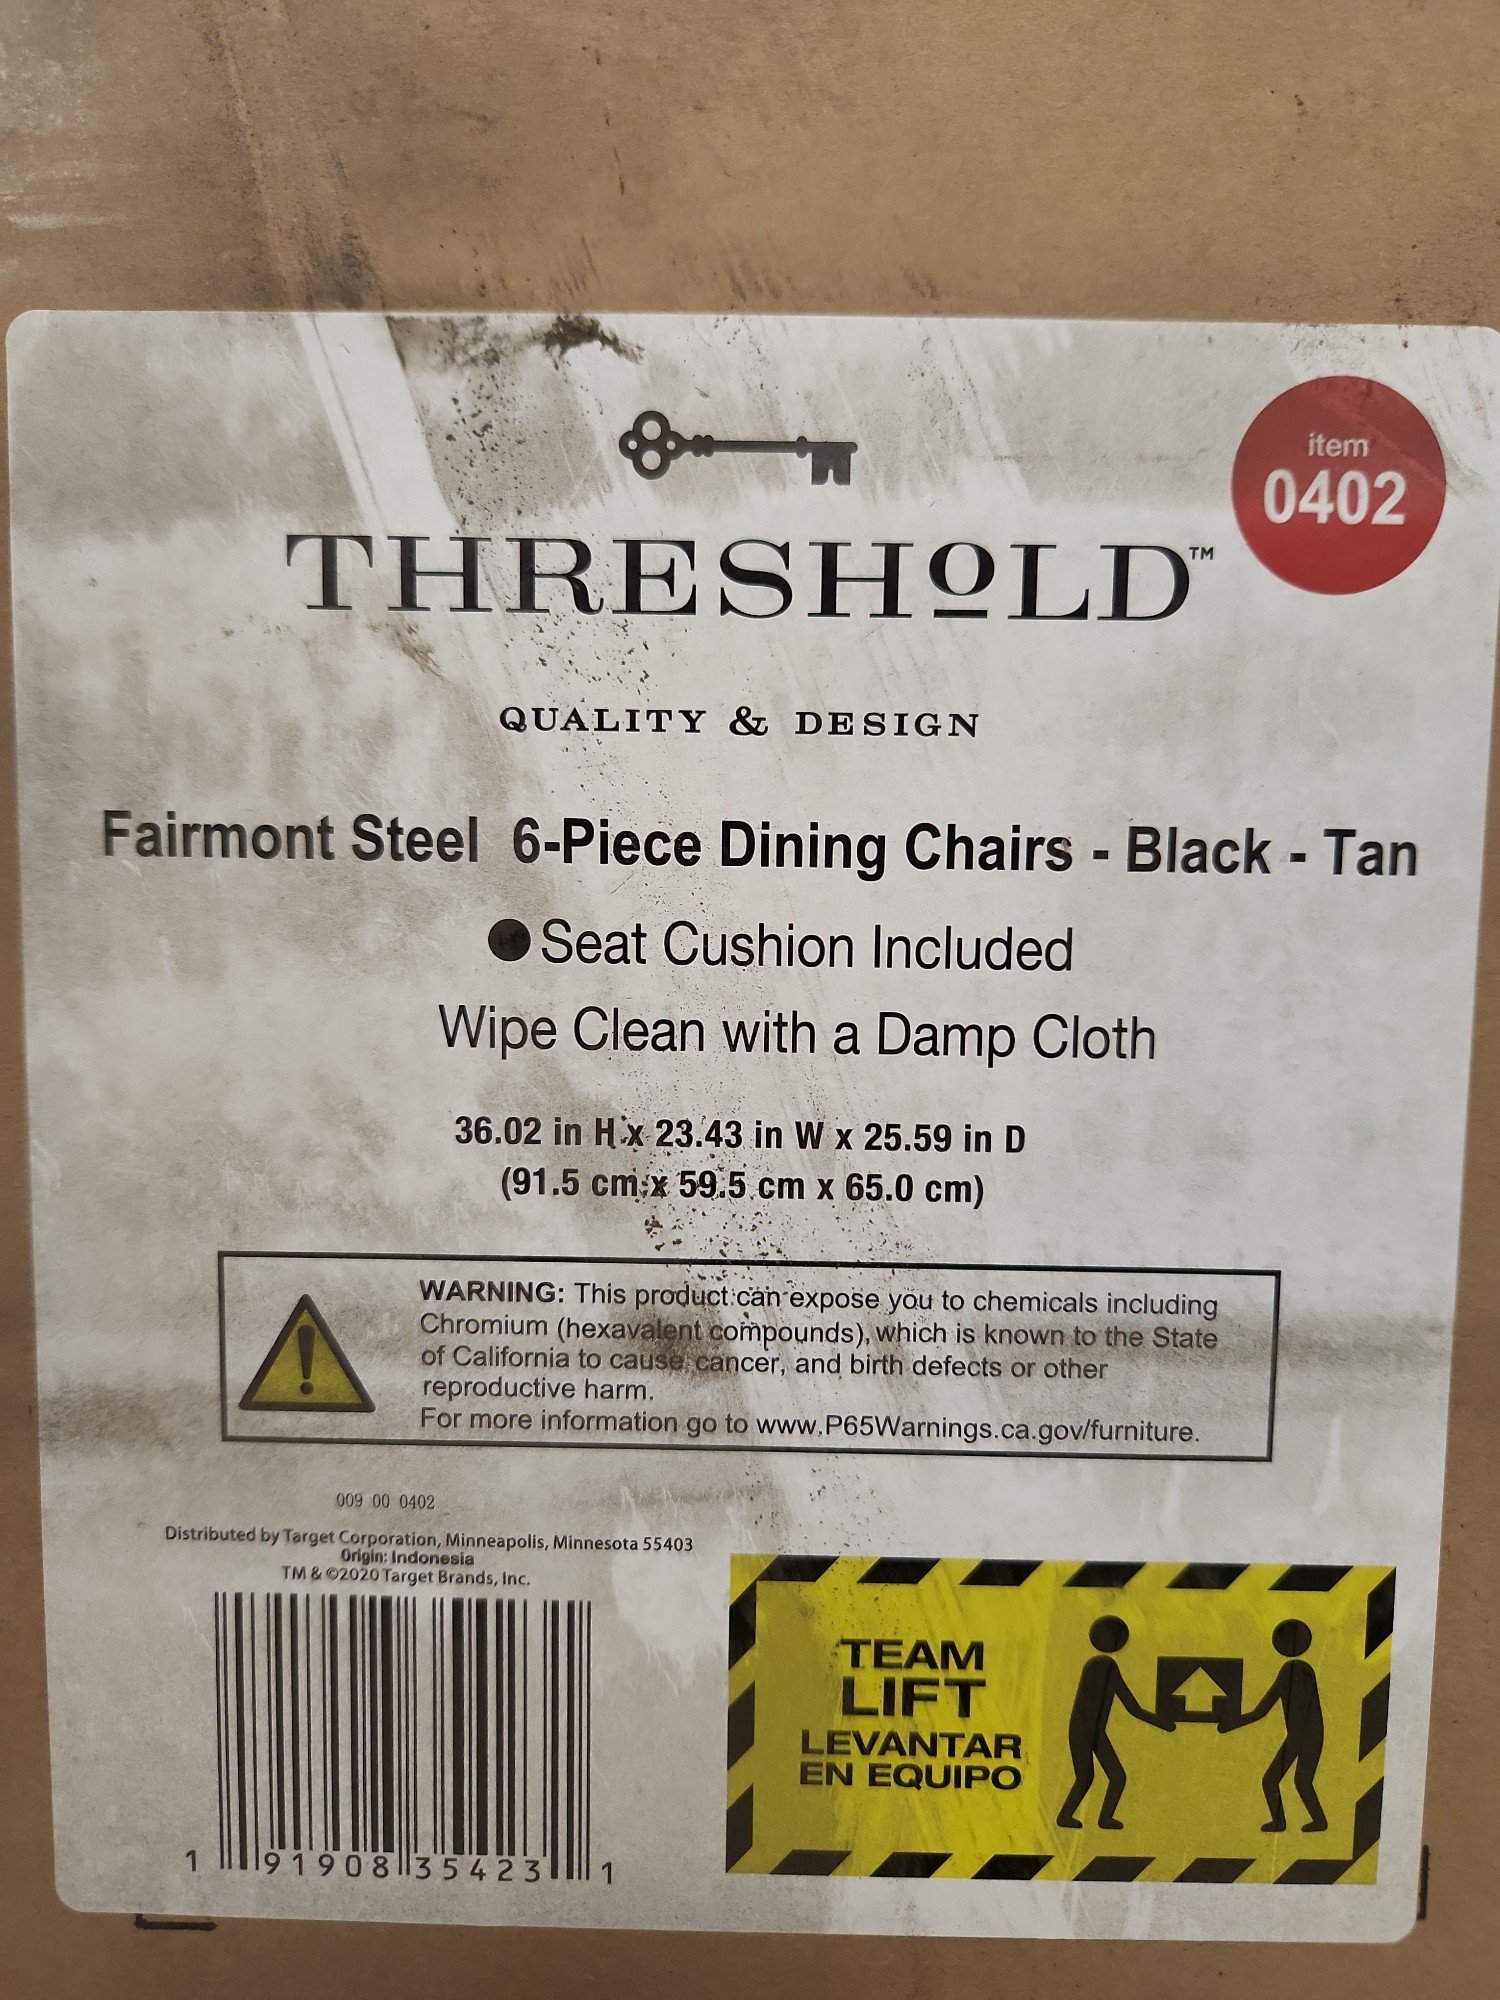 item
0402
THRESHOLD™
QUALITY & DESIGN
Fairmont Steel 6-Piece Dining Chairs - Black - Tan
●Seat Cushion Included
Wipe Clean with a Damp Cloth
36.02 in H x 23.43 in W x 25.59 in D
(91.5 cm x 59.5 cm x 65.0 cm)
WARNING: This product can expose you to chemicals including
Chromium (hexavalent compounds), which is known to the State
of California to cause cancer, and birth defects or other
reproductive harm.
For more information go to www.P65Warnings.ca.gov/furniture.
009 00 0402
Distributed by Target Corporation, Minneapolis, Minnesota 55403
Origin: Indonesia
TM & ©2020 Target Brands, Inc.
1 91908 35423 1
TEAM
LIFT
LEVANTAR
EN EQUIPO